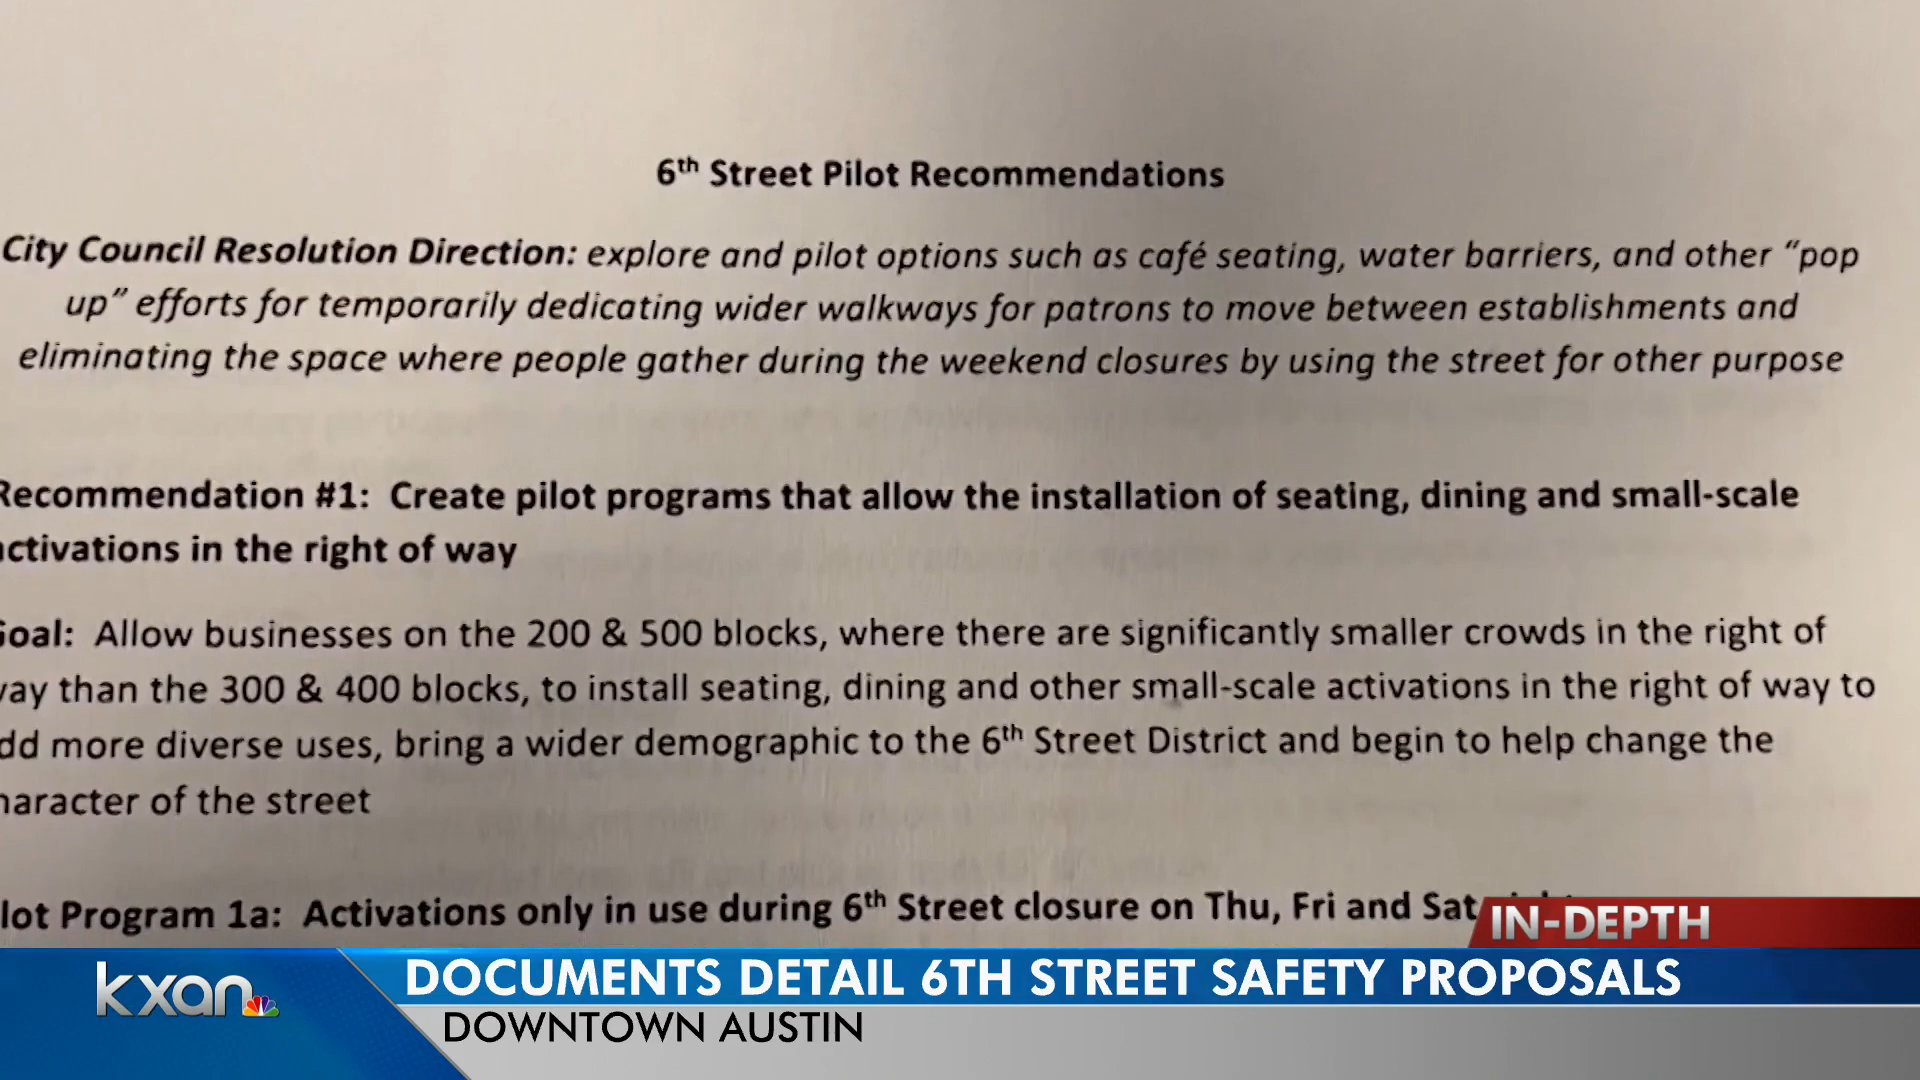 6th Street Pilot Recommendations
City Council Resolution Direction: explore and pilot options such as café seating, water barriers, and other “pop
up” efforts for temporarily dedicating wider walkways for patrons to move between establishments and
eliminating the space where people gather during the weekend closures by using the street for other purpose
Recommendation #1: Create pilot programs that allow the installation of seating, dining and small-scale
activations in the right of way
Goal: Allow businesses on the 200 & 500 blocks, where there are significantly smaller crowds in the right of
way than the 300 & 400 blocks, to install seating, dining and other small-scale activations in the right of way to
add more diverse uses, bring a wider demographic to the 6th Street District and begin to help change the
character of the street
lot Program 1a: Activations only in use during 6th Street closure on Thu, Fri and Sat
IN-DEPTH
kxan
DOCUMENTS DETAIL 6TH STREET SAFETY PROPOSALS
DOWNTOWN AUSTIN